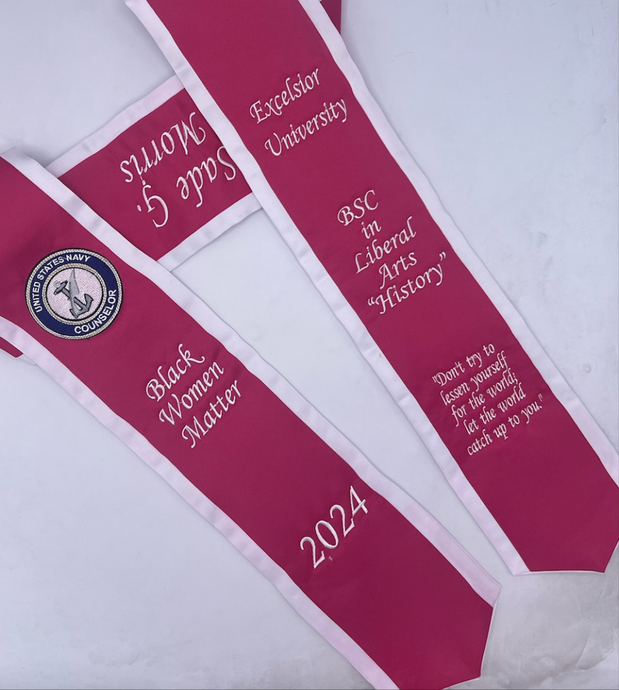 Excelsior
University
BSC
in
Liberal
Arts
"History"
"Don't try to
lessen yourself
for the world;
let the world
catch up to you."
Sade G.
Morris
UNITED STATES NAVY
COUNSELOR
Black
Women
Matter
2024